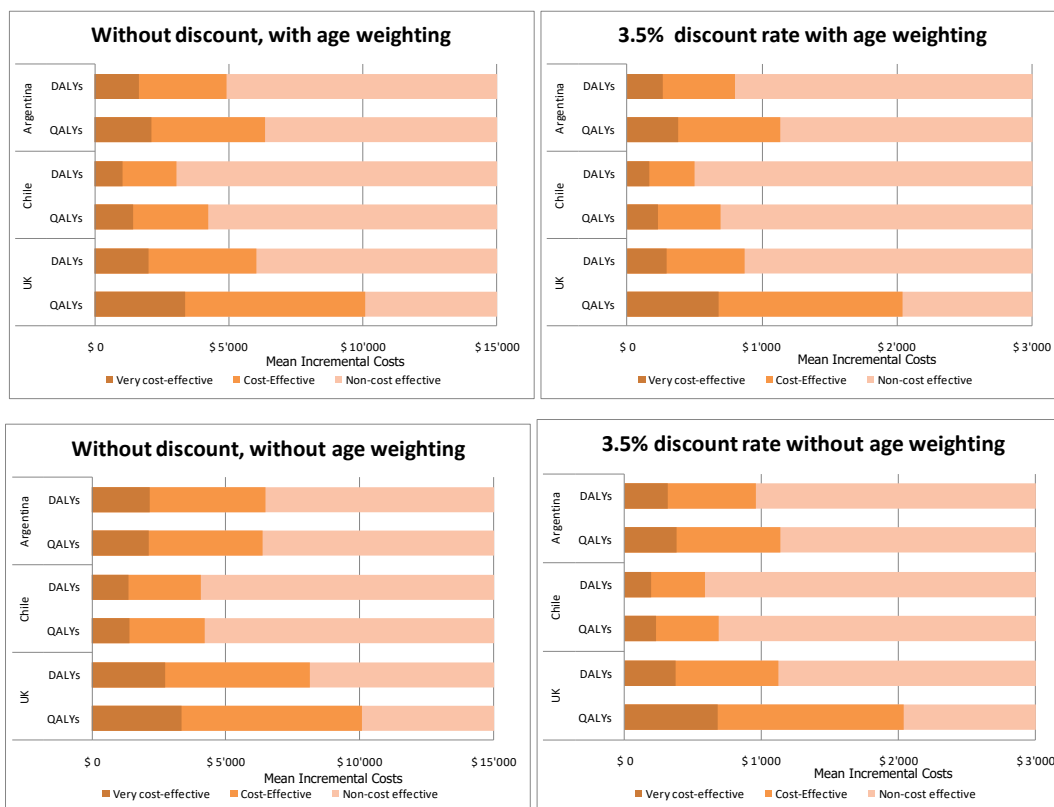 Without discount, with age weighting
Argentina
DALYs
QALYs
Chile
DALYs
QALYs
UK
DALYs
QALYs
$ 0 $ 5'000 $ 10'000 $ 15'000
Mean Incremental Costs
Very cost-effective Cost-Effective Non-cost effective
3.5% discount rate with age weighting
Argentina
DALYs
QALYs
Chile
DALYs
QALYs
UK
DALYs
QALYs
$ 0 $ 1'000 $ 2'000 $ 3'000
Mean Incremental Costs
Very cost-effective Cost-Effective Non-cost effective
Without discount, without age weighting
Argentina
DALYs
QALYs
Chile
DALYs
QALYs
UK
DALYs
QALYs
$ 0 $ 5'000 $ 10'000 $ 15'000
Mean Incremental Costs
Very cost-effective Cost-Effective Non-cost effective
3.5% discount rate without age weighting
Argentina
DALYs
QALYs
Chile
DALYs
QALYs
UK
DALYs
QALYs
$ 0 $ 1'000 $ 2'000 $ 3'000
Mean Incremental Costs
Very cost-effective Cost-Effective Non-cost effective